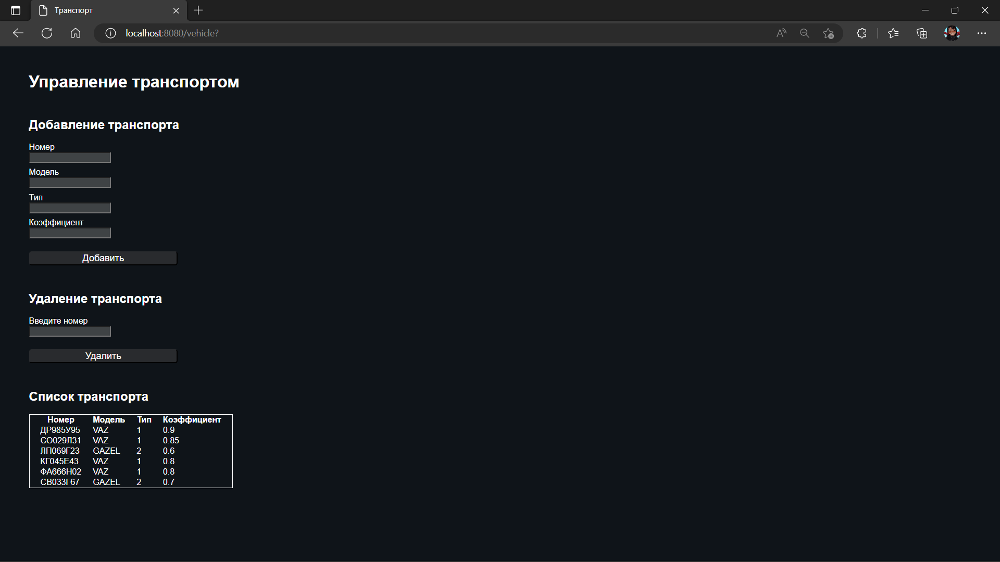 Транспорт
localhost:8080/vehicle?
Управление транспортом
Добавление транспорта
Номер
Модель
Тип
Коэффициент
Добавить
Удаление транспорта
Введите номер
Удалить
Список транспорта
Номер Модель Тип Коэффициент
ДР985У95 VAZ 1 0.9
СО029Л31 VAZ 1 0.85
ЛП069Г23 GAZEL 2 0.6
КГ045Е43 VAZ 1 0.8
ФА666Н02 VAZ 1 0.8
СВ033Г67 GAZEL 2 0.7